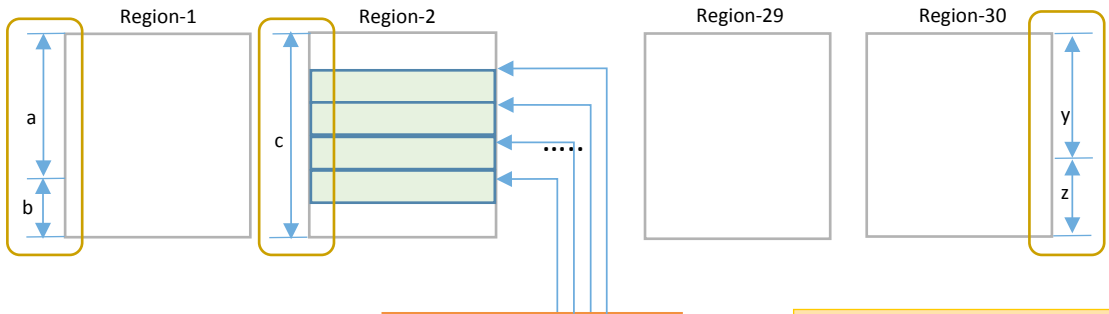 Region-1
Region-2
Region-29
Region-30
a
b
c
.....
y
z